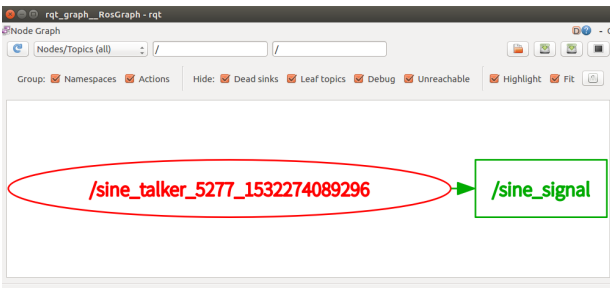 rqt_graph__RosGraph - rqt
Node Graph
D
-
Nodes/Topics (all) / /
Group: Namespaces Actions Hide: Dead sinks Leaf topics Debug Unreachable Highlight Fit
/sine_talker_5277_1532274089296 /sine_signal